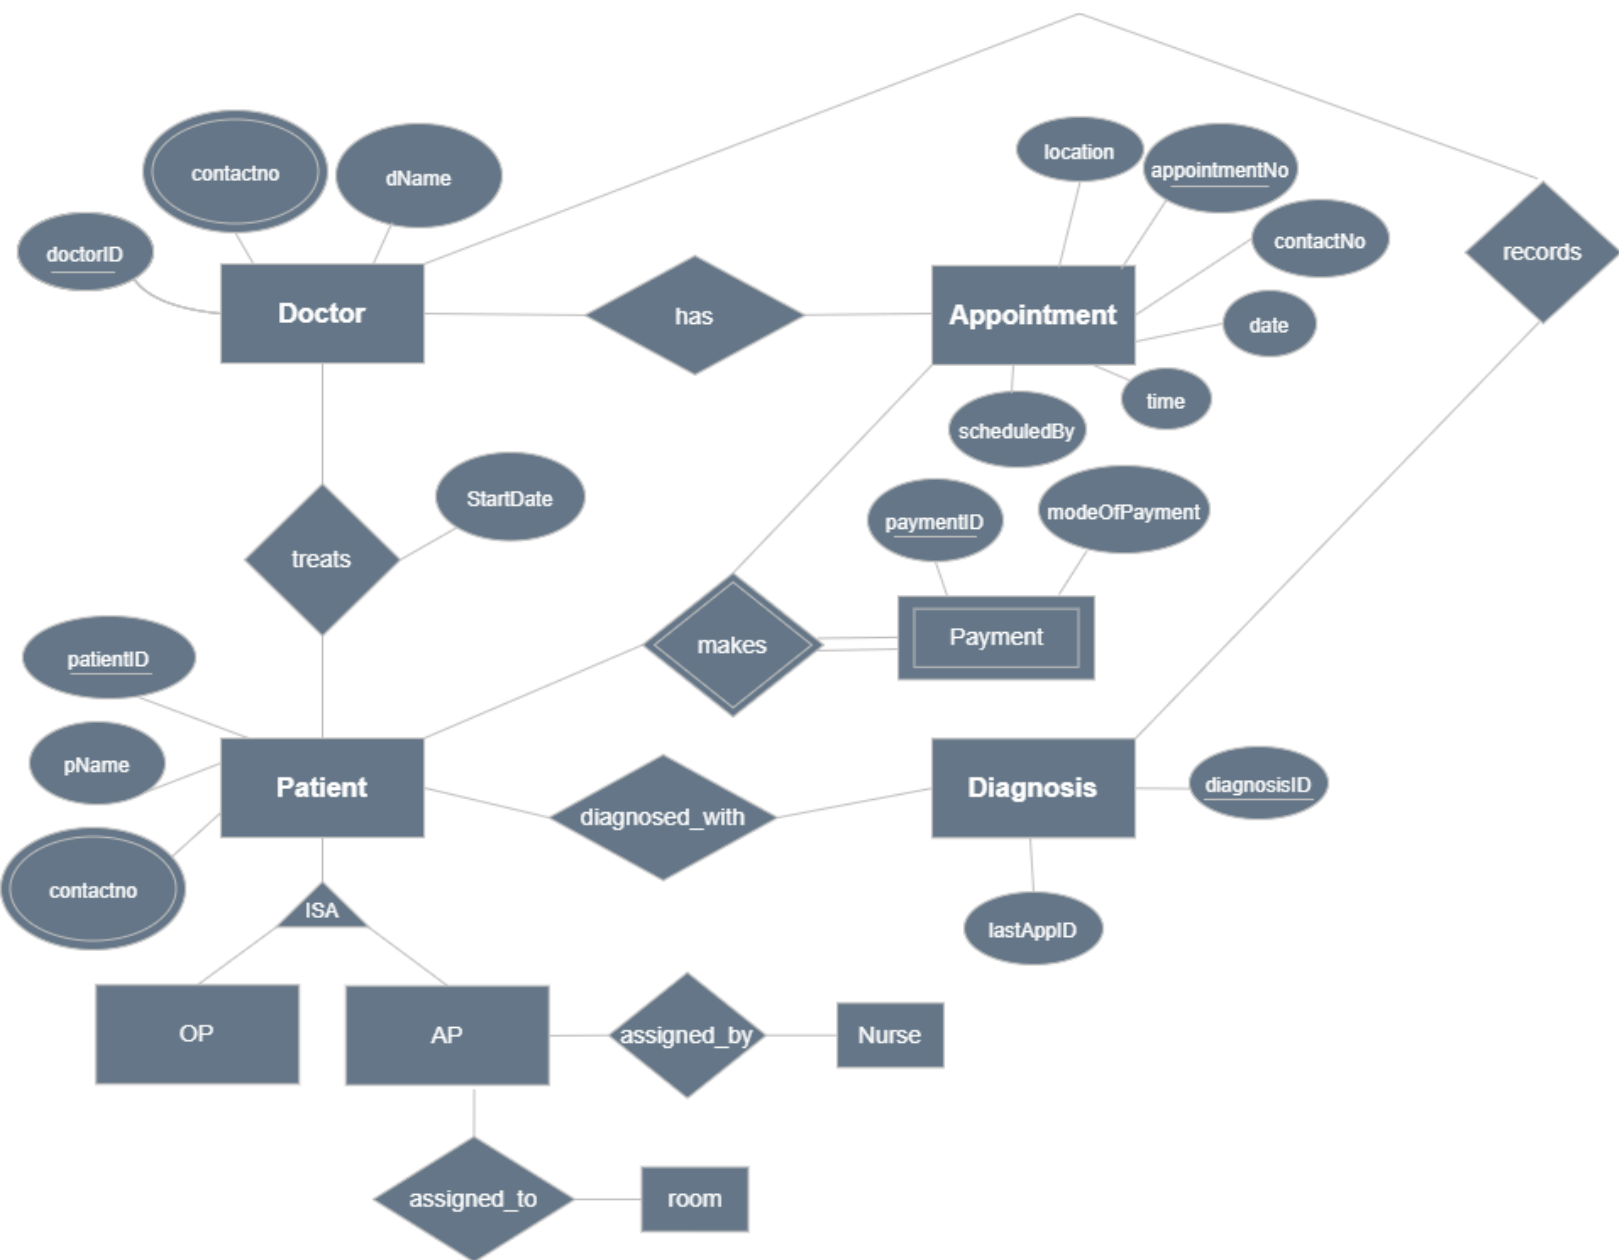 contactno
dName
doctorID
Doctor
has
location
appointmentNo
contactNo
Appointment
date
time
scheduledBy
records
treats
StartDate
paymentID
modeOfPayment
makes
Payment
patientID
pName
contactno
Patient
diagnosed_with
Diagnosis
diagnosisID
lastAppID
ISA
OP
AP
assigned_by
Nurse
assigned_to
room